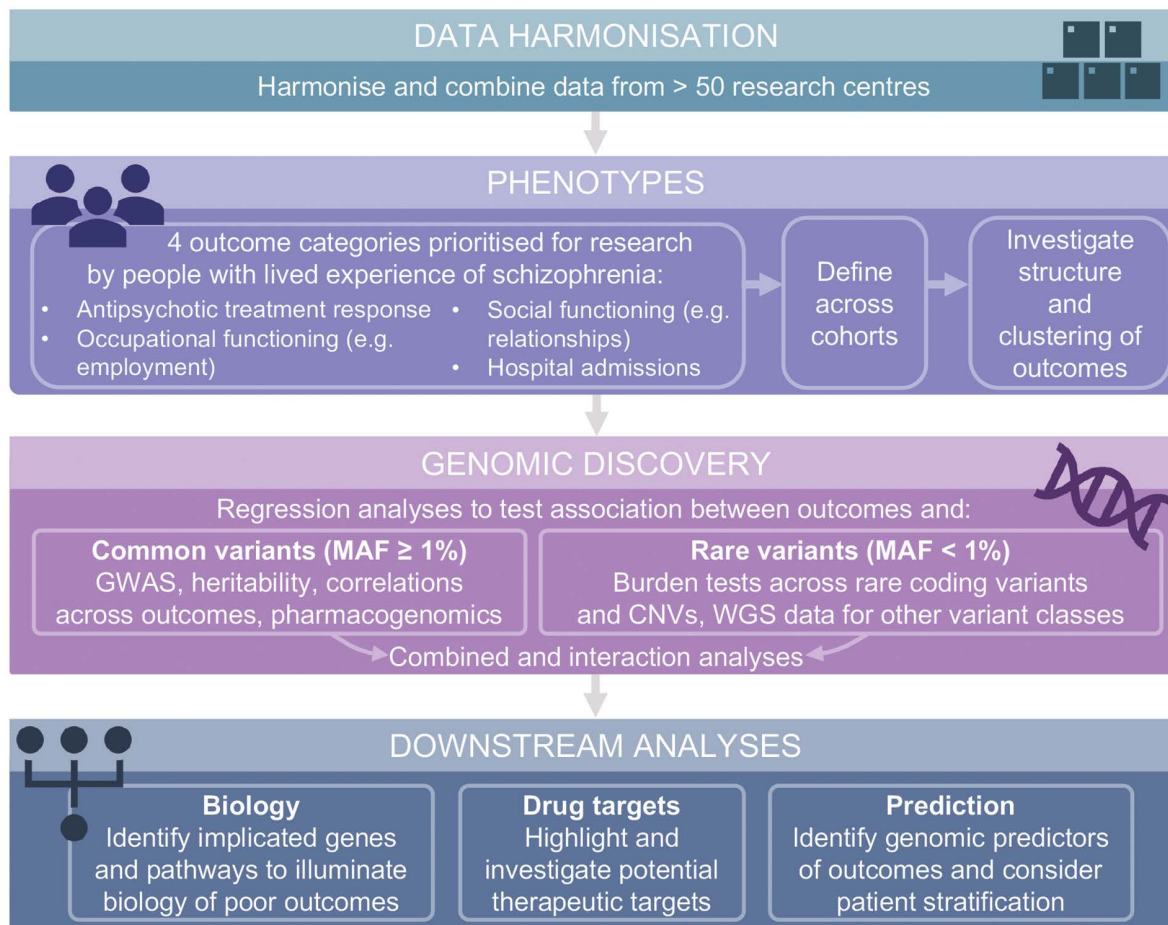 DATA HARMONISATION
Harmonise and combine data from > 50 research centres
PHENOTYPES
4 outcome categories prioritised for research
by people with lived experience of schizophrenia:
• Antipsychotic treatment response
• Occupational functioning (e.g.
employment)
• Social functioning (e.g.
relationships)
• Hospital admissions
Define
across
cohorts
Investigate
structure
and
clustering of
outcomes
GENOMIC DISCOVERY
Regression analyses to test association between outcomes and:
Common variants (MAF ≥ 1%)
GWAS, heritability, correlations
across outcomes, pharmacogenomics
Rare variants (MAF < 1%)
Burden tests across rare coding variants
and CNVs, WGS data for other variant classes
Combined and interaction analyses
DOWNSTREAM ANALYSES
Biology
Identify implicated genes
and pathways to illuminate
biology of poor outcomes
Drug targets
Highlight and
investigate potential
therapeutic targets
Prediction
Identify genomic predictors
of outcomes and consider
patient stratification